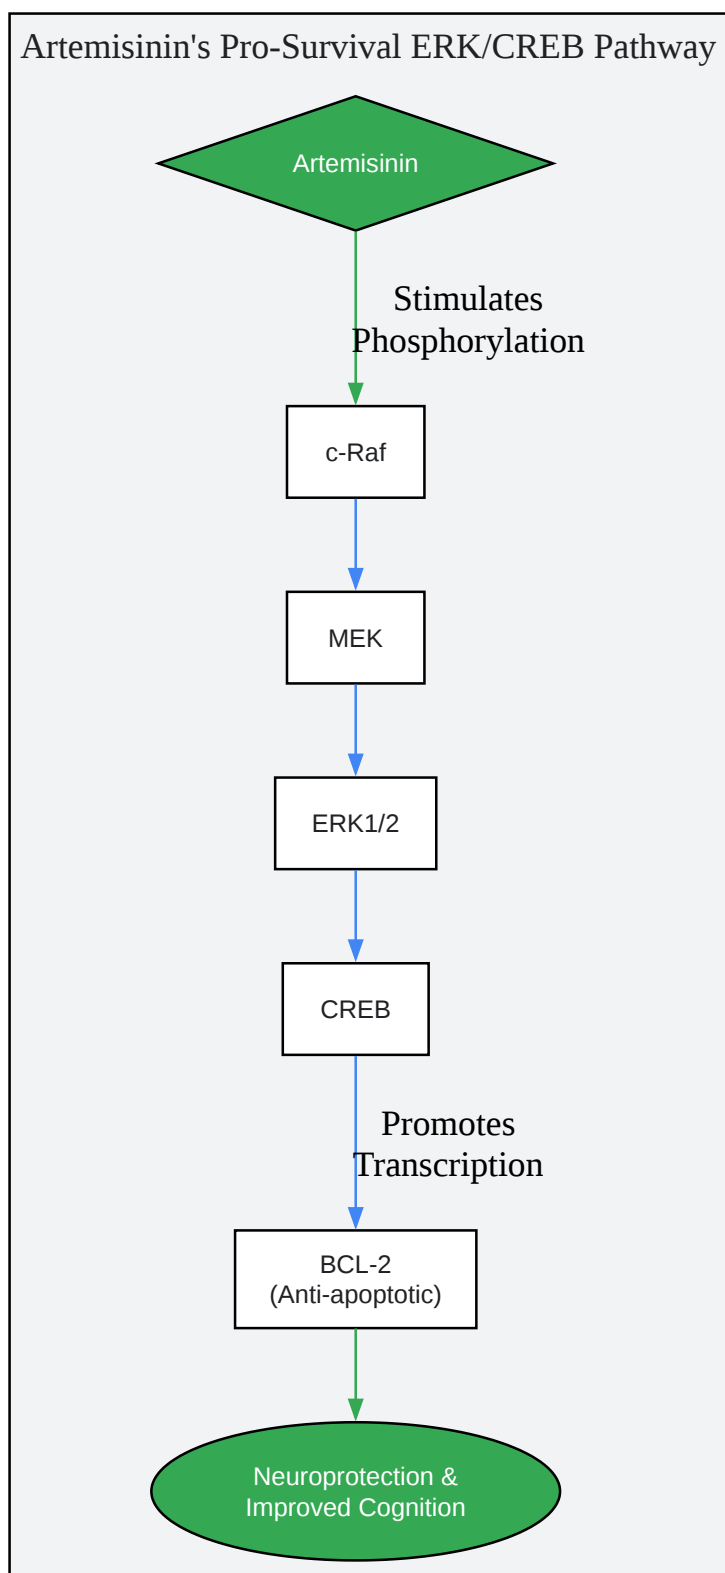 Artemisinin's Pro-Survival ERK/CREB Pathway
Artemisinin
Stimulates
Phosphorylation
c-Raf
MEK
ERK1/2
CREB
Promotes
Transcription
BCL-2
(Anti-apoptotic)
Neuroprotection &
Improved Cognition